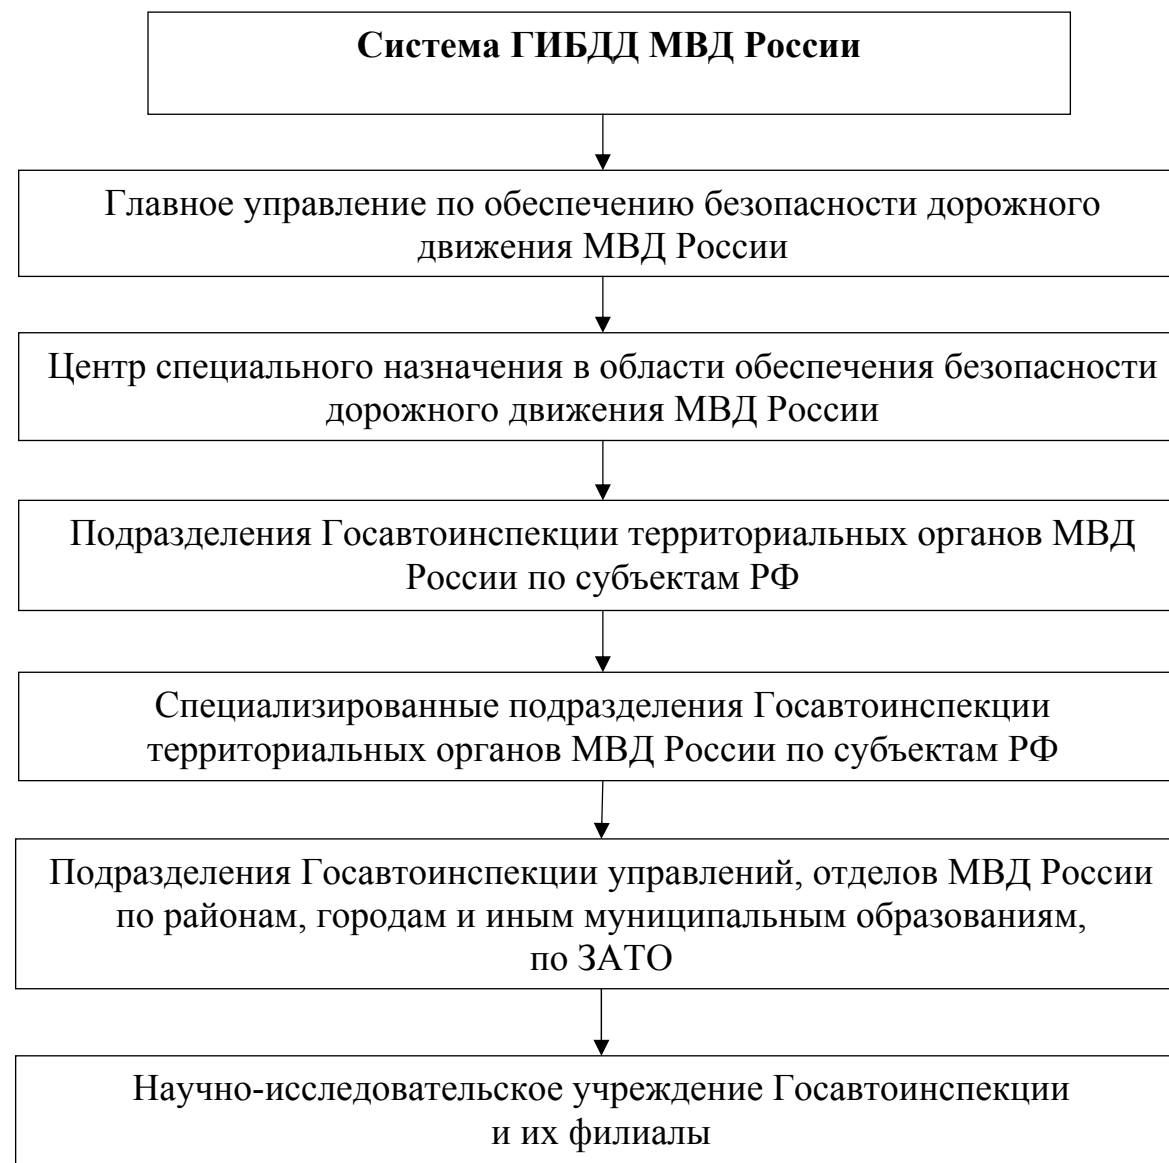 Система ГИБДД МВД России
Главное управление по обеспечению безопасности дорожного
движения МВД России
Центр специального назначения в области обеспечения безопасности
дорожного движения МВД России
Подразделения Госавтоинспекции территориальных органов МВД
России по субъектам РФ
Специализированные подразделения Госавтоинспекции
территориальных органов МВД России по субъектам РФ
Подразделения Госавтоинспекции управлений, отделов МВД России
по районам, городам и иным муниципальным образованиям,
по ЗАТО
Научно-исследовательское учреждение Госавтоинспекции
и их филиалы